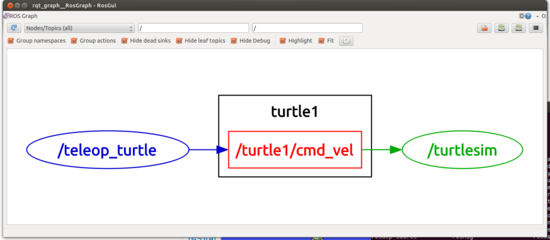 rqt_graph__RosGraph - RosGui
ROS Graph
Nodes/Topics (all) / /
Group namespaces Group actions Hide dead sinks Hide leaf topics Hide Debug Highlight Fit
turtle1
/teleop_turtle /turtle1/cmd_vel /turtlesim